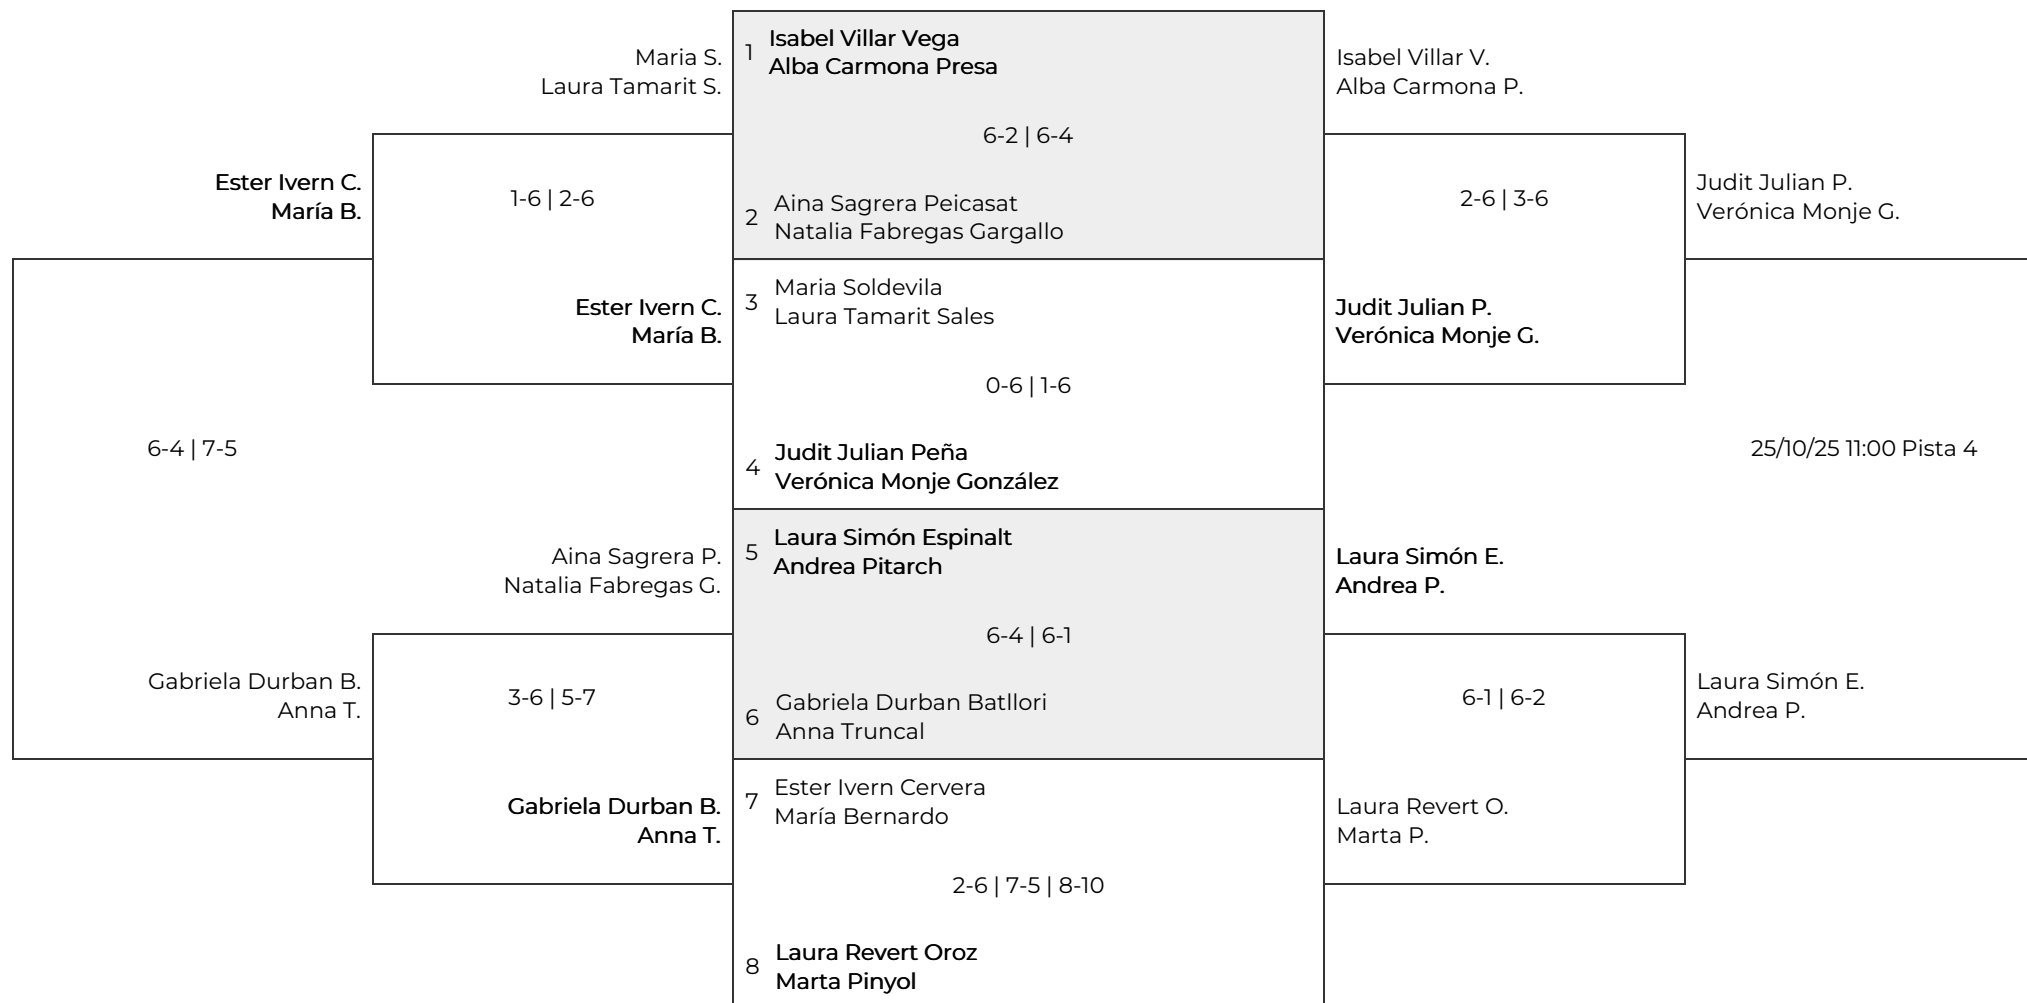 Ester Ivern C.
María B.
6-4 | 7-5
Gabriela Durban B.
Anna T.
Maria S.
Laura Tamarit S.
1-6 | 2-6
Ester Ivern C.
María B.
Aina Sagrera P.
Natalia Fabregas G.
3-6 | 5-7
Gabriela Durban B.
Anna T.
1 Isabel Villar Vega
Alba Carmona Presa
6-2 | 6-4
2 Aina Sagrera Peicasat
Natalia Fabregas Gargallo
3 Maria Soldevila
Laura Tamarit Sales
0-6 | 1-6
4 Judit Julian Peña
Verónica Monje González
5 Laura Simón Espinalt
Andrea Pitarch
6-4 | 6-1
6 Gabriela Durban Batllori
Anna Truncal
7 Ester Ivern Cervera
María Bernardo
2-6 | 7-5 | 8-10
8 Laura Revert Oroz
Marta Pinyol
Isabel Villar V.
Alba Carmona P.
2-6 | 3-6
Judit Julian P.
Verónica Monje G.
Laura Simón E.
Andrea P.
6-1 | 6-2
Laura Revert O.
Marta P.
Judit Julian P.
Verónica Monje G.
25/10/25 11:00 Pista 4
Laura Simón E.
Andrea P.